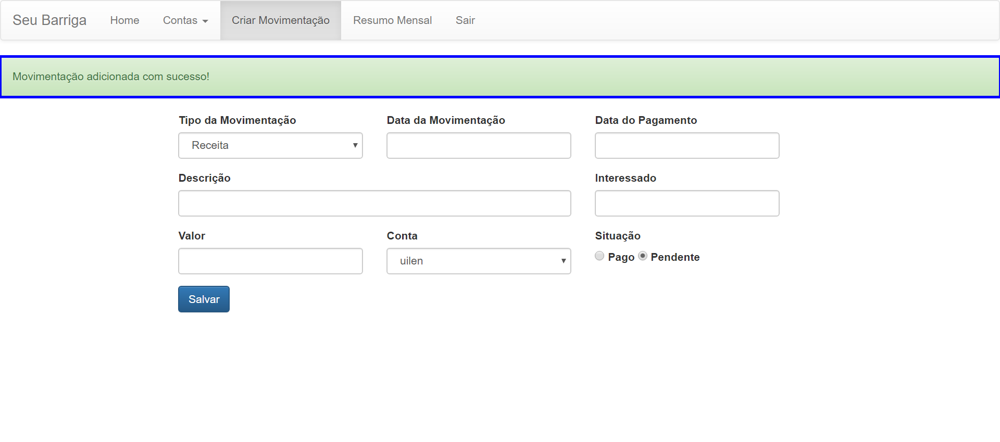 Seu Barriga Home Contas Criar Movimentação Resumo Mensal Sair
Movimentação adicionada com sucesso!
Tipo da Movimentação Data da Movimentação Data do Pagamento
Receita
Descrição Interessado
Valor Conta Situação
uilen Pago Pendente
Salvar